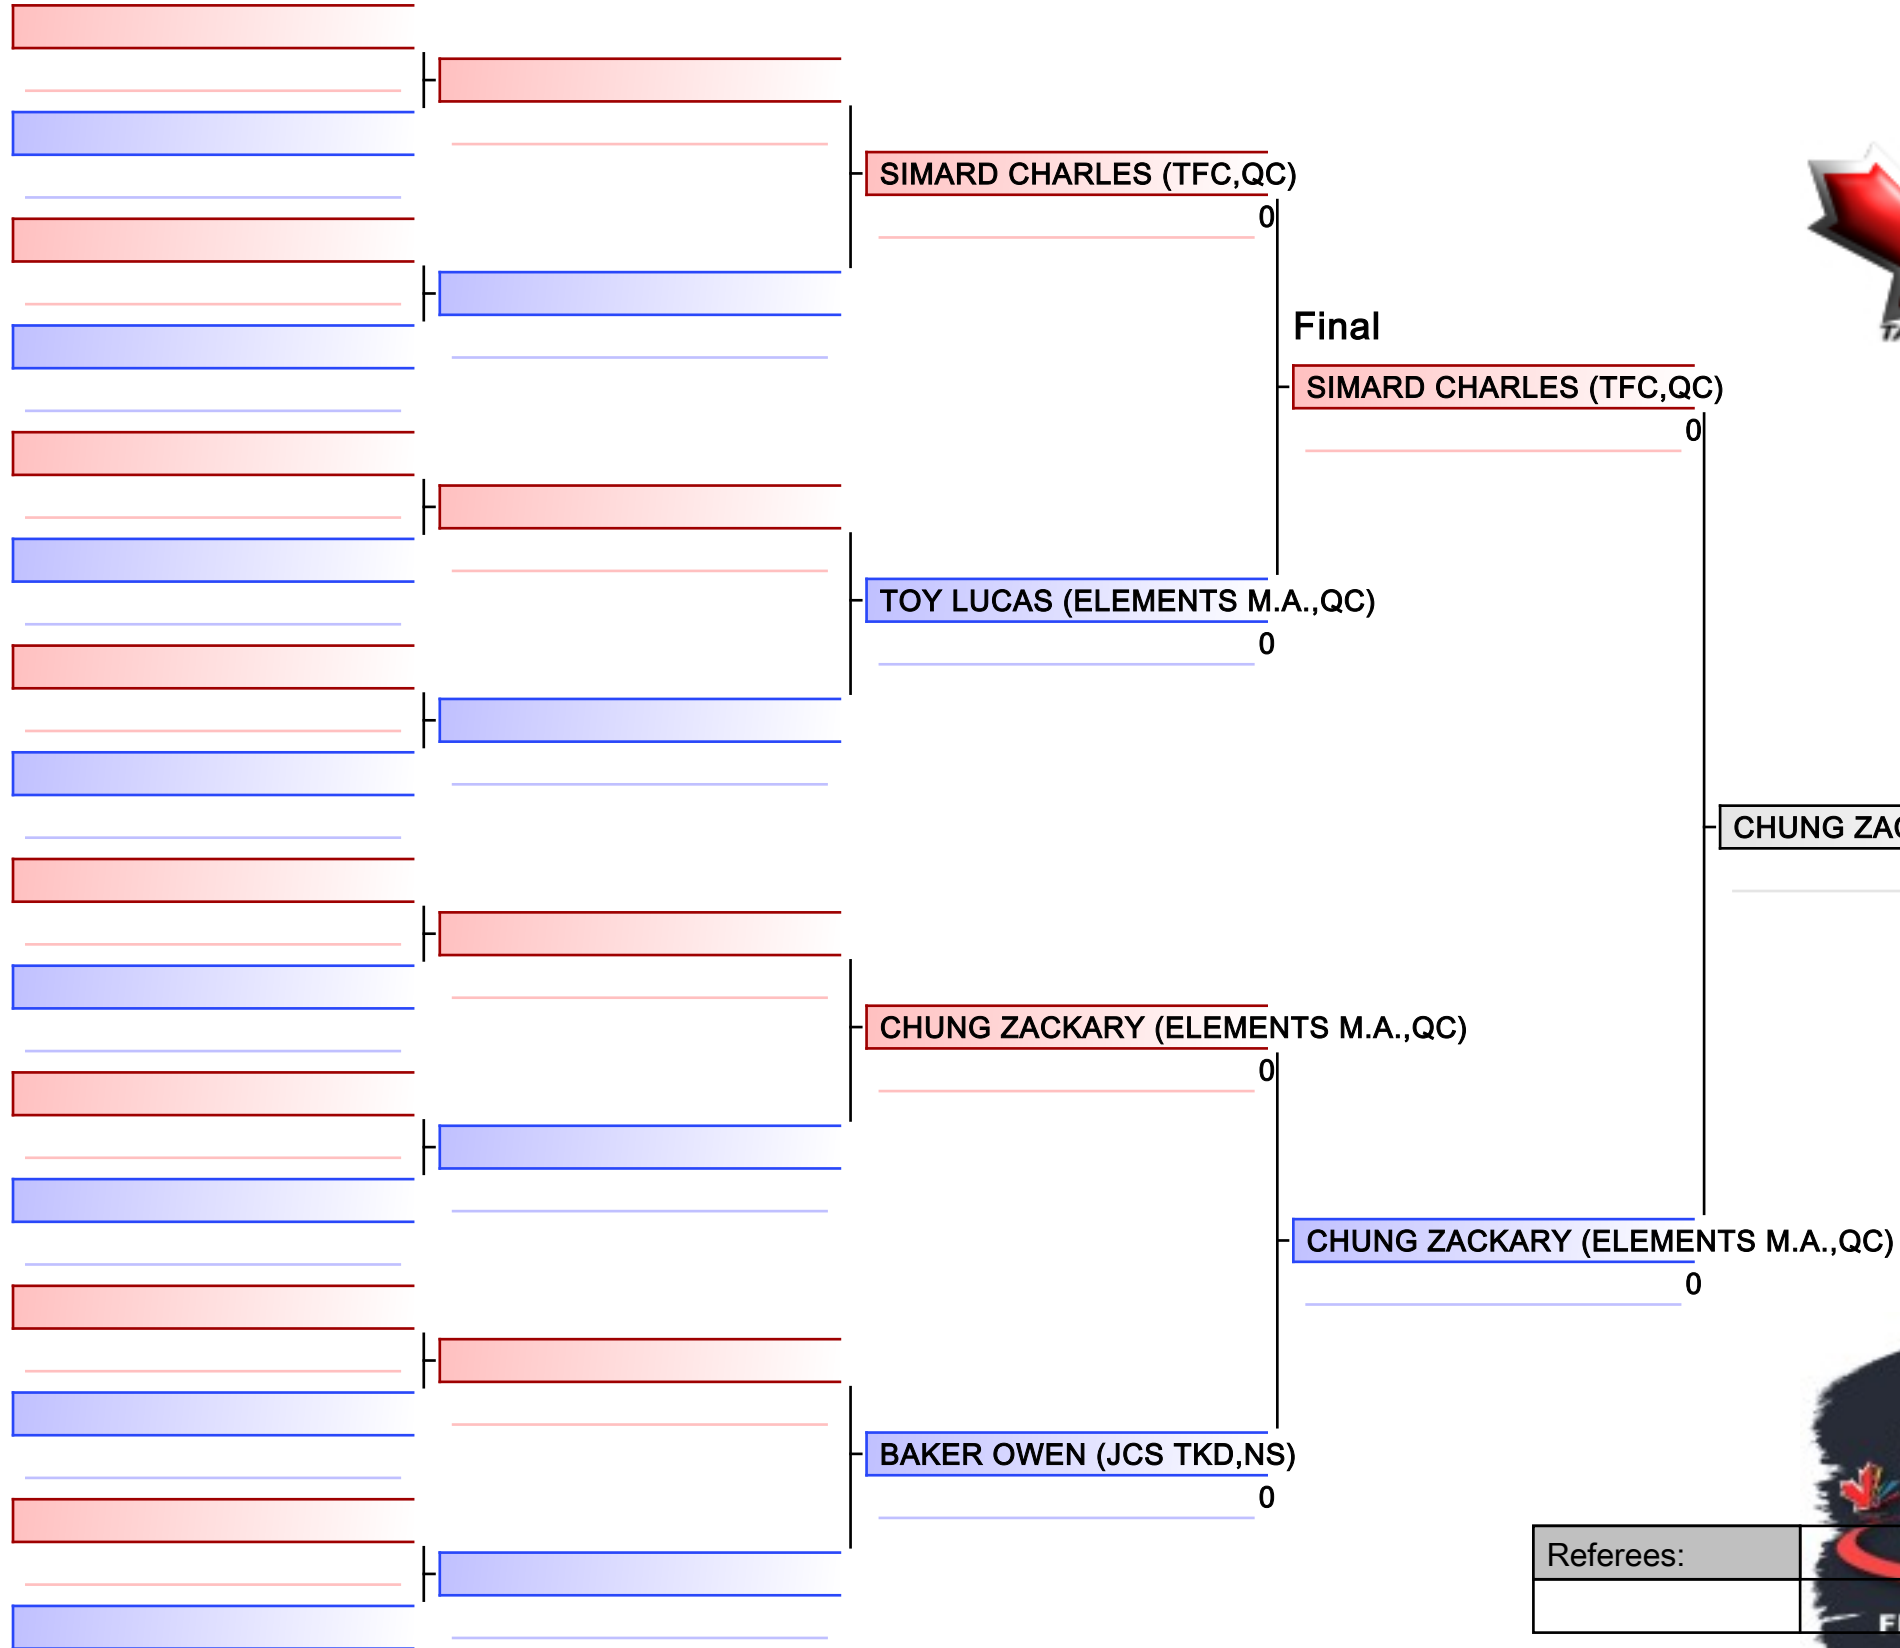 SIMARD CHARLES (TFC,QC)
0
Final
SIMARD CHARLES (TFC,QC)
0
TOY LUCAS (ELEMENTS M.A.,QC)
0
CHUNG
CHUNG ZACKARY (ELEMENTS M.A.,QC)
0
CHUNG ZACKARY (ELEMENTS M.A.,QC)
0
BAKER OWEN (JCS TKD,NS)
0
Referees: